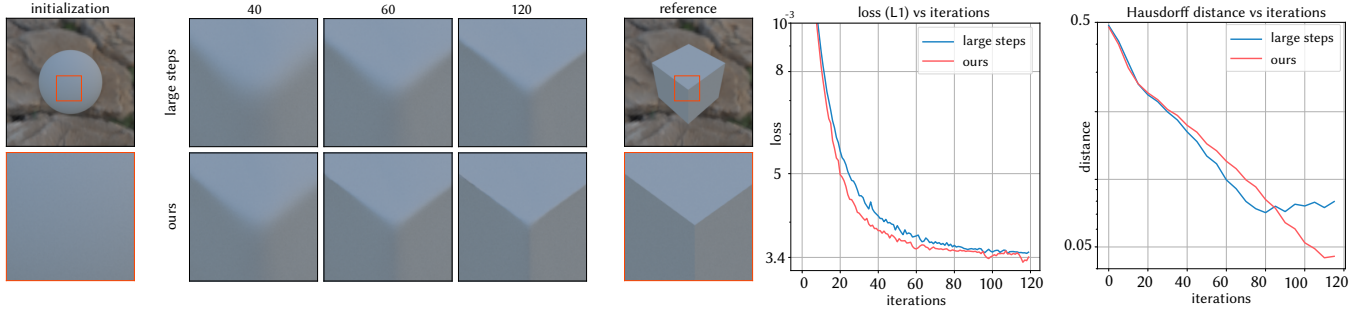 initialization
40
60
120
reference
large steps
ours
loss (L1) vs iterations
10
-3
8
5
3.4
loss
large steps
ours
0 20 40 60 80 100 120
iterations
Hausdorff distance vs iterations
0.5
0.05
distance
large steps
ours
0 20 40 60 80 100 120
iterations